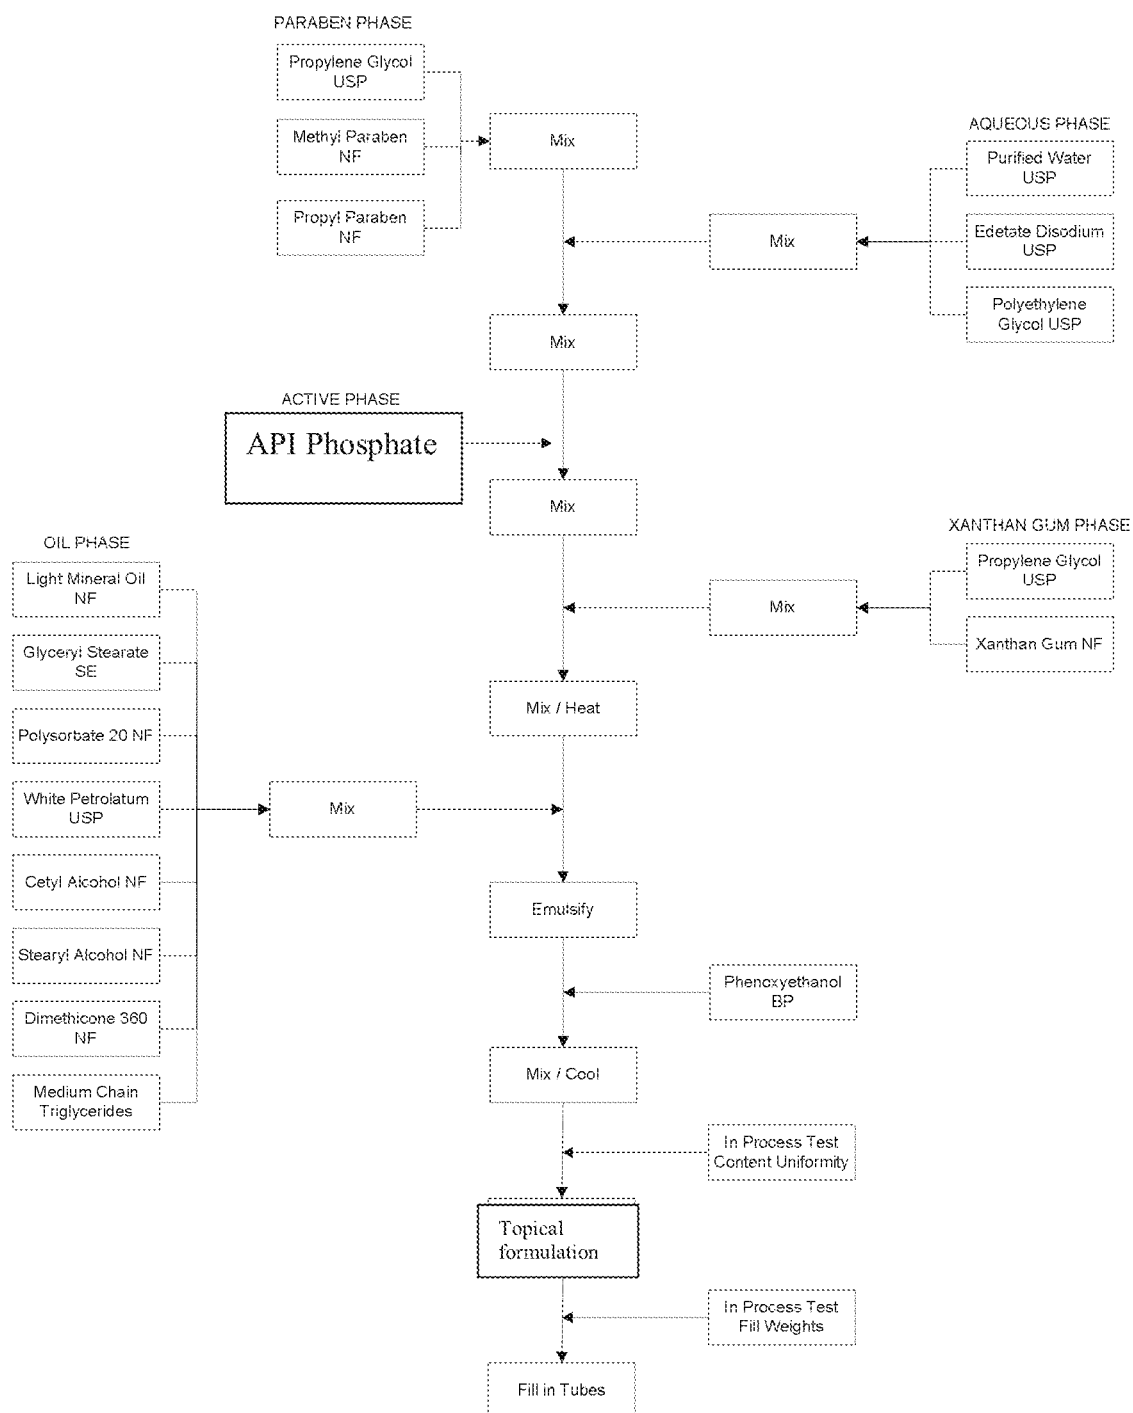 PARABEN PHASE
Propylene Glycol
USP
Methyl Paraben
NF
Propyl Paraben
NF
Mix
AQUEOUS PHASE
Purified Water
USP
Edetate Disodium
USP
Polyethylene
Glycol USP
Mix
Mix
ACTIVE PHASE
API Phosphate
Mix
XANTHAN GUM PHASE
Propylene Glycol
USP
Xanthan Gum NF
Mix
OIL PHASE
Light Mineral Oil
NF
Glyceryl Stearate
SE
Polysorbate 20 NF
White Petrolatum
USP
Cetyl Alcohol NF
Stearyl Alcohol NF
Dimethicone 360
NF
Medium Chain
Triglycerides
Mix / Heat
Mix
Emulsify
Phenoxyethanol
BP
Mix / Cool
In Process Test
Content Uniformity
Topical
formulation
In Process Test
Fill Weights
Fill in Tubes